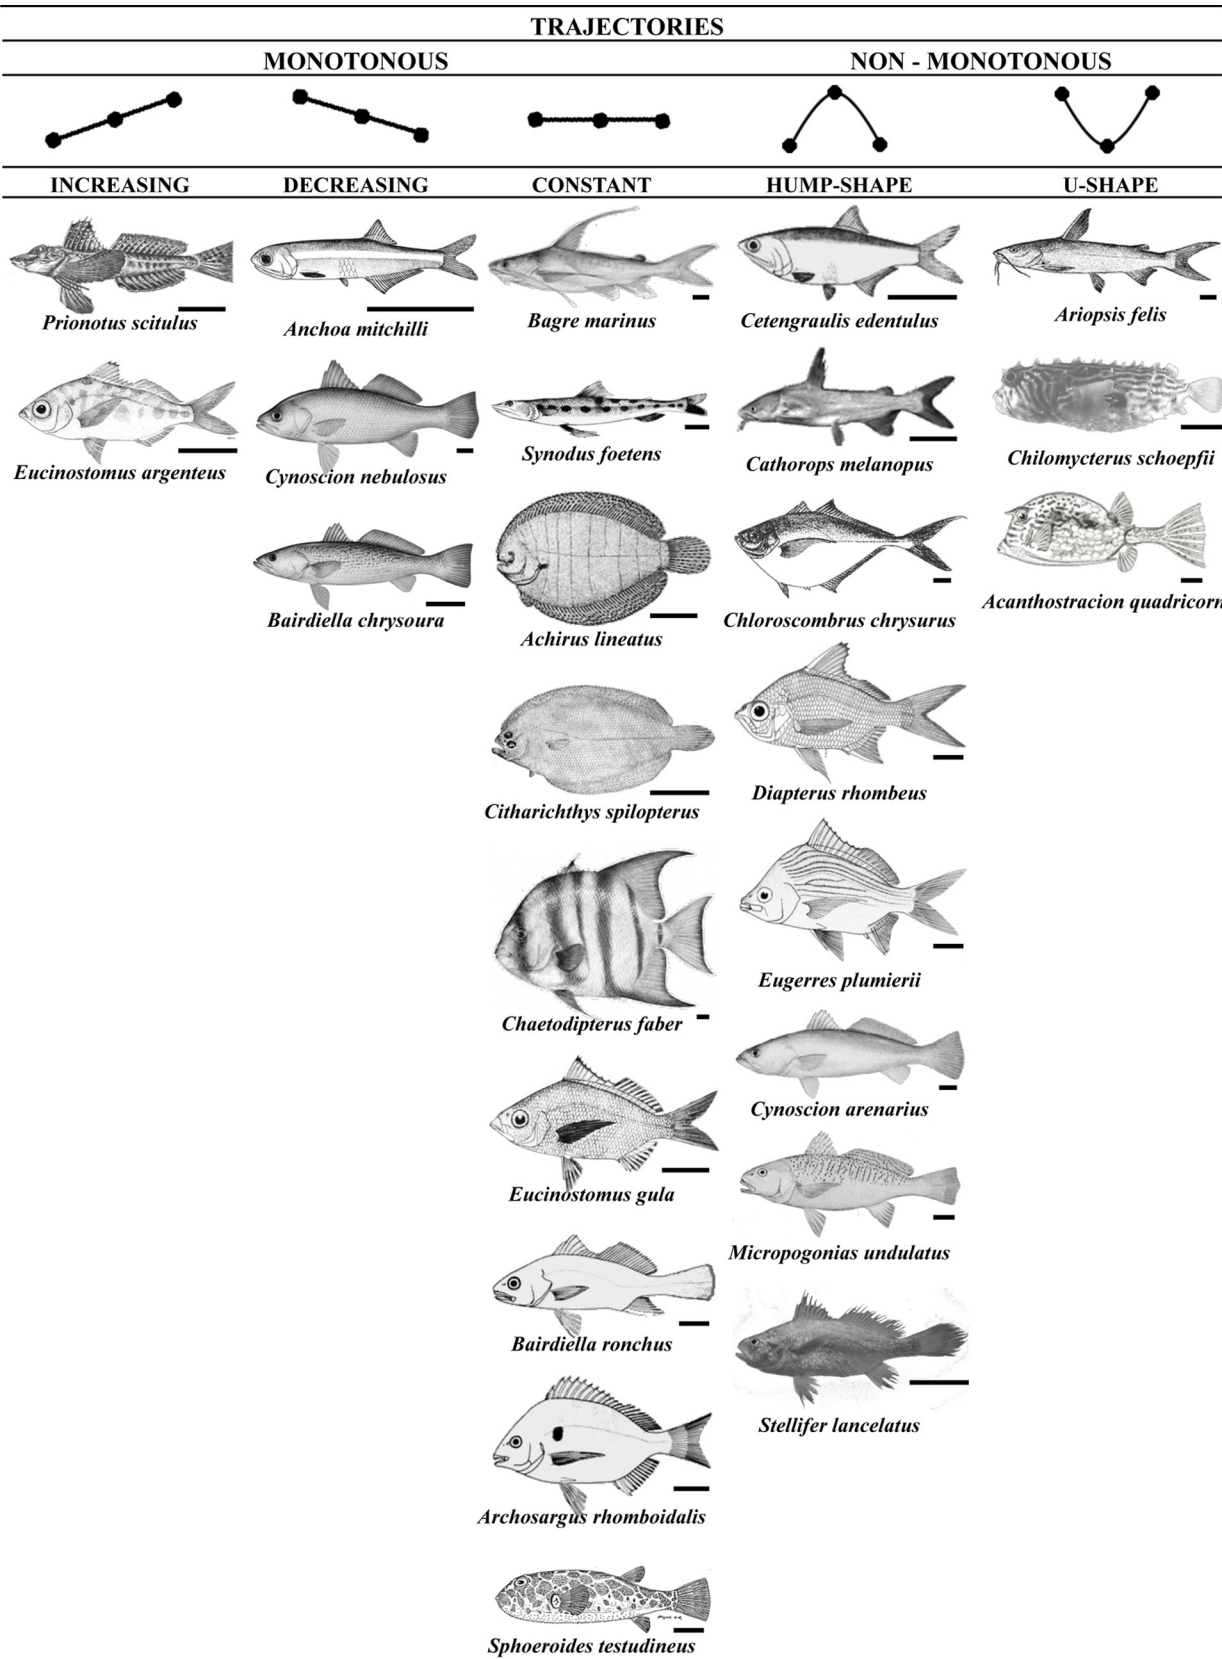 TRAJECTORIES
MONOTONOUS NON - MONOTONOUS
INCREASING DECREASING CONSTANT HUMP-SHAPE U-SHAPE
Prionotus scitulus
Eucinostomus argenteus
Anchoa mitchilli
Cynoscion nebulosus
Bairdiella chrysoura
Bagre marinus
Synodus foetens
Achirus lineatus
Citharichthys spilopterus
Chaetodipterus faber
Eucinostomus gula
Bairdiella ronchus
Archosargus rhomboidalis
Sphoeroides testudineus
Cetengraulis edentulus
Cathorops melanopus
Chloroscombrus chrysurus
Diapterus rhombeus
Eugerres plumierii
Cynoscion arenarius
Micropogonias undulatus
Stellifer lancelatus
Ariopsis felis
Chilomycterus schoepfii
Acanthostracion quadricorn